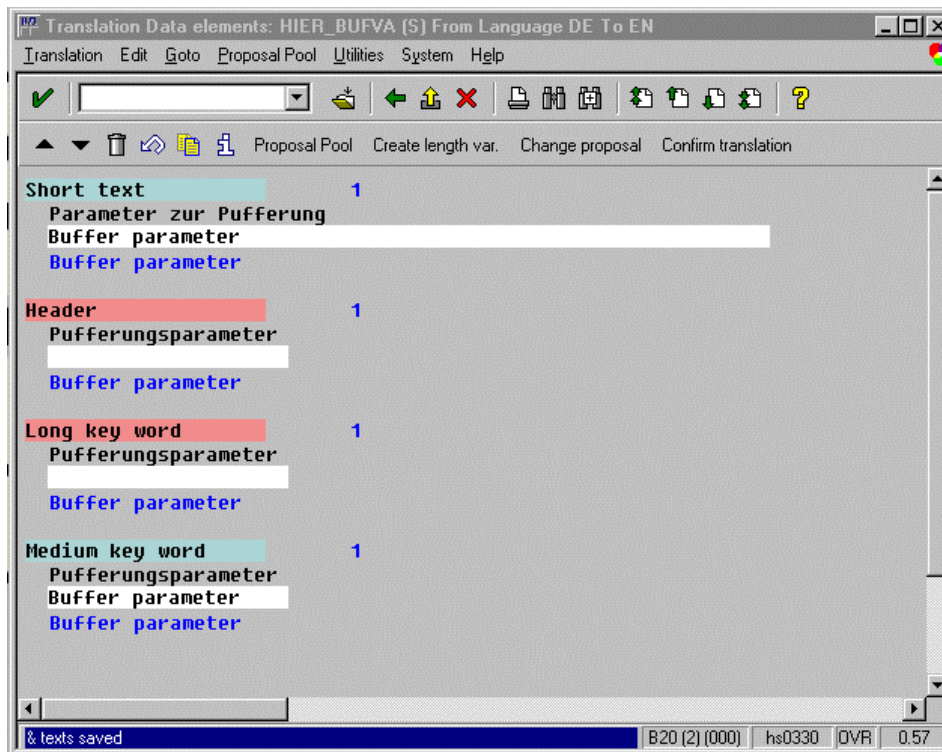 Translation Data elements: HIER_BUFVA (S) From Language DE To EN
Translation Edit Goto Proposal Pool Utilities System Help
Proposal Pool Create length var. Change proposal Confirm translation
Short text 1
Parameter zur Pufferung
Buffer parameter
Buffer parameter
Header 1
Pufferungsparameter
Buffer parameter
Long key word 1
Pufferungsparameter
Buffer parameter
Medium key word 1
Pufferungsparameter
Buffer parameter
Buffer parameter
& texts saved B20 (2) (000) hs0330 OVR 0.57